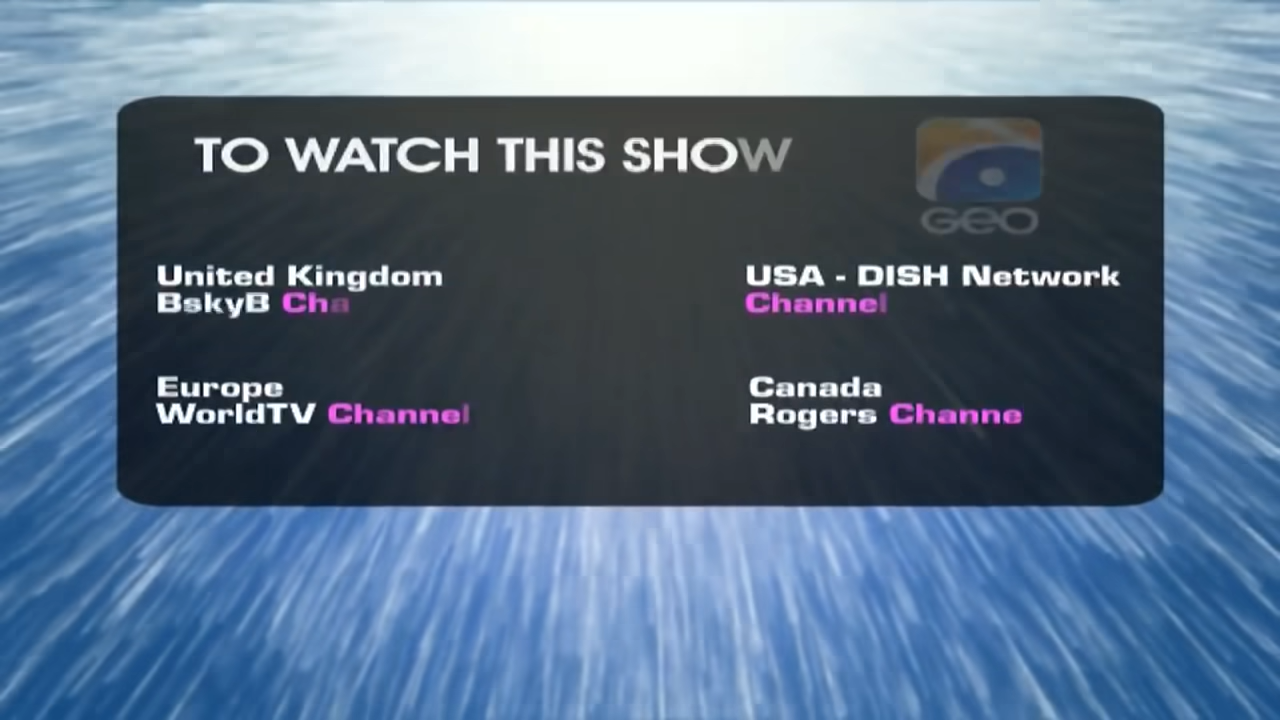 TO WATCH THIS SHOW
GEO
United Kingdom
BskyB Cha
USA - DISH Network
Channel
Europe
WorldTV Channel
Canada
Rogers Channe